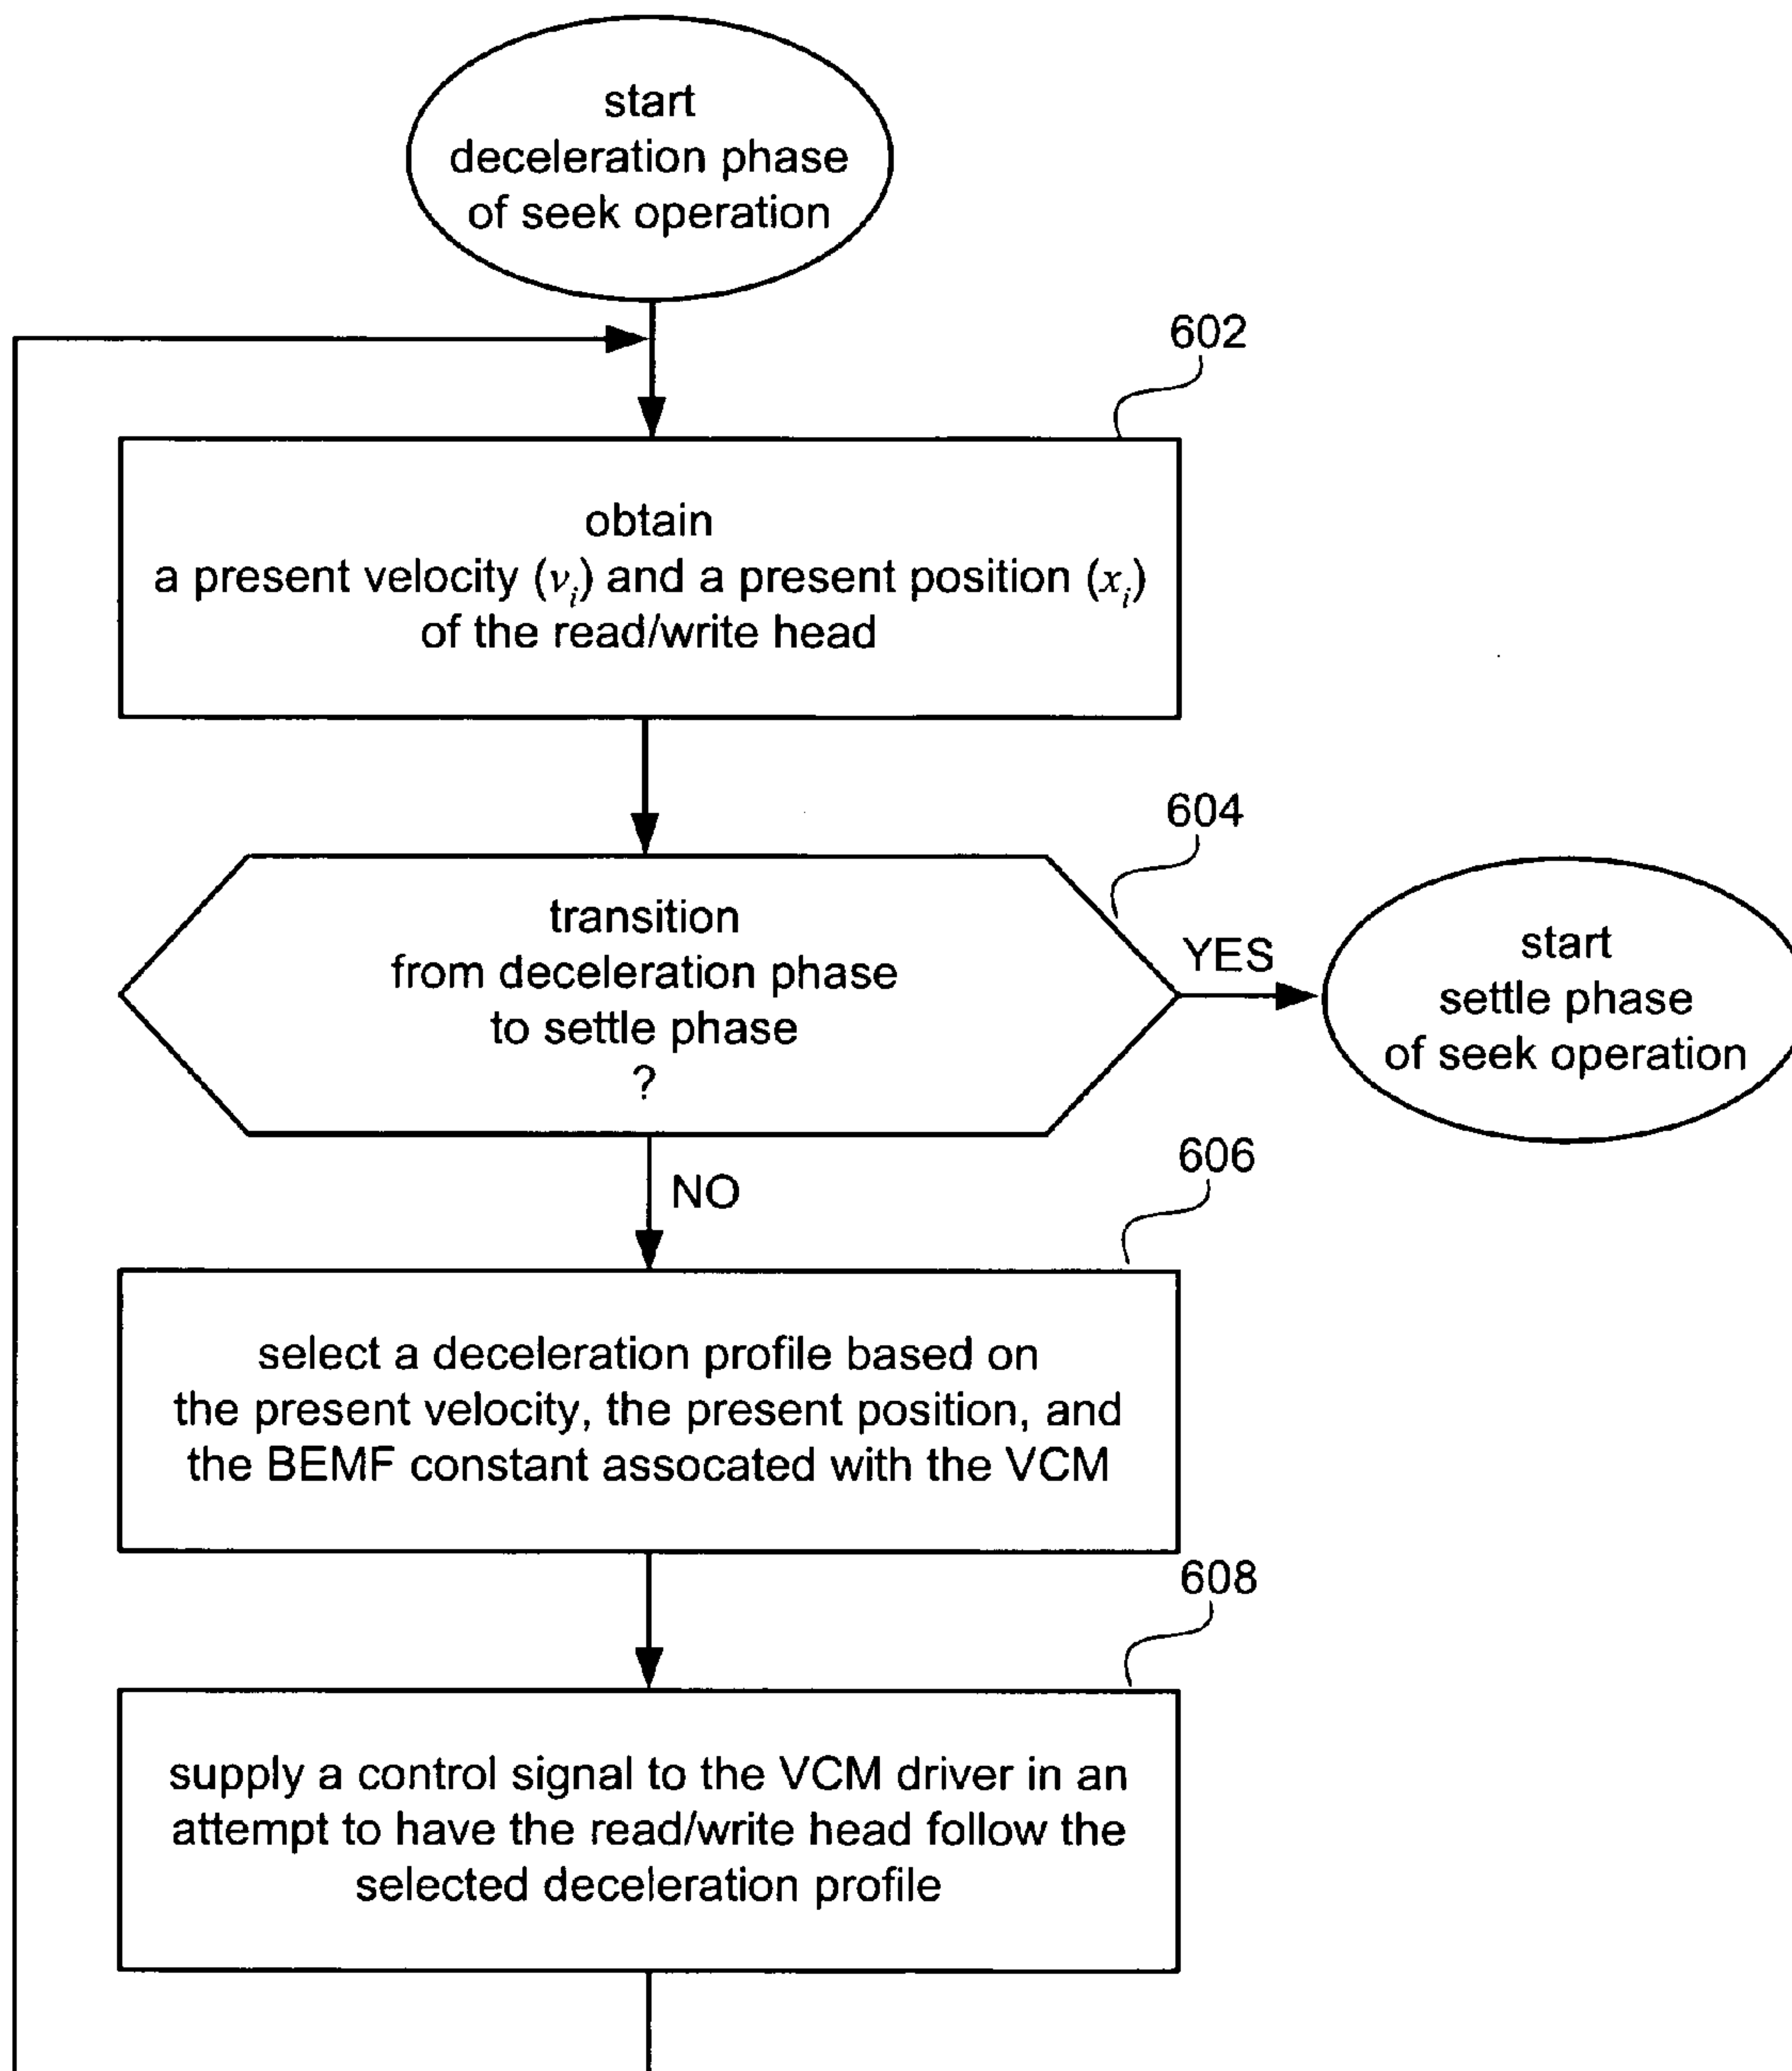 start
deceleration phase
of seek operation
602
obtain
a present velocity (v_i) and a present position (x_i)
of the read/write head
604
transition
from deceleration phase
to settle phase
?
YES
start
settle phase
of seek operation
NO
606
select a deceleration profile based on
the present velocity, the present position, and
the BEMF constant assocated with the VCM
608
supply a control signal to the VCM driver in an
attempt to have the read/write head follow the
selected deceleration profile